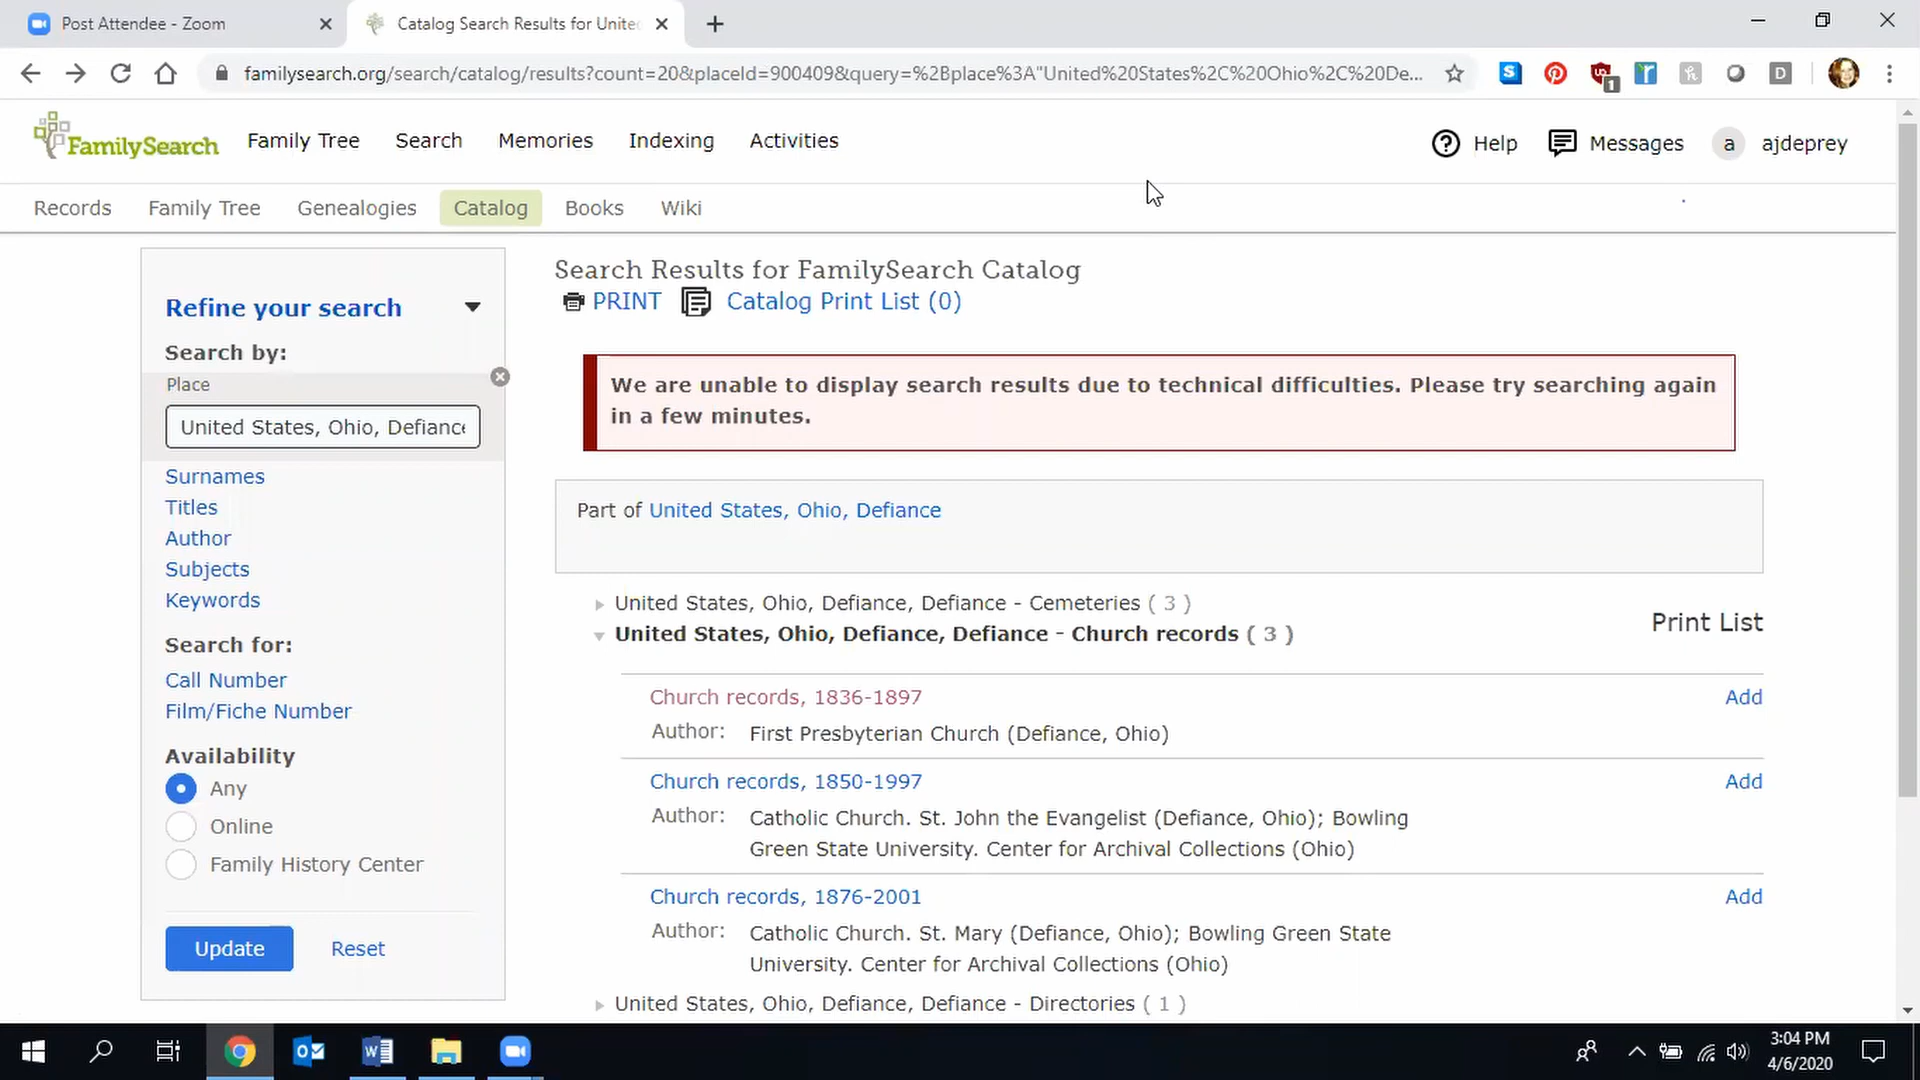 Post Attendee - Zoom
Catalog Search Results for Unite
familysearch.org/search/catalog/results?count=20&placeId=900409&query=%2Bplace%3A"United%20States%2C%20Ohio%2C%20De...
1
FamilySearch
Family Tree
Search
Memories
Indexing
Activities
Help
Messages
a
ajdeprey
Records
Family Tree
Genealogies
Catalog
Books
Wiki
Refine your search
Search by:
Place
United States, Ohio, Defiance
Surnames
Titles
Author
Subjects
Keywords
Search for:
Call Number
Film/Fiche Number
Availability
Any
Online
Family History Center
Update
Reset
Search Results for FamilySearch Catalog
PRINT
Catalog Print List (0)
We are unable to display search results due to technical difficulties. Please try searching again
in a few minutes.
Part of United States, Ohio, Defiance
United States, Ohio, Defiance, Defiance - Cemeteries ( 3 )
United States, Ohio, Defiance, Defiance - Church records ( 3 )
Print List
Church records, 1836-1897
Add
Author: First Presbyterian Church (Defiance, Ohio)
Church records, 1850-1997
Add
Author: Catholic Church. St. John the Evangelist (Defiance, Ohio); Bowling
Green State University. Center for Archival Collections (Ohio)
Church records, 1876-2001
Add
Author: Catholic Church. St. Mary (Defiance, Ohio); Bowling Green State
University. Center for Archival Collections (Ohio)
United States, Ohio, Defiance, Defiance - Directories ( 1 )
3:04 PM
4/6/2020